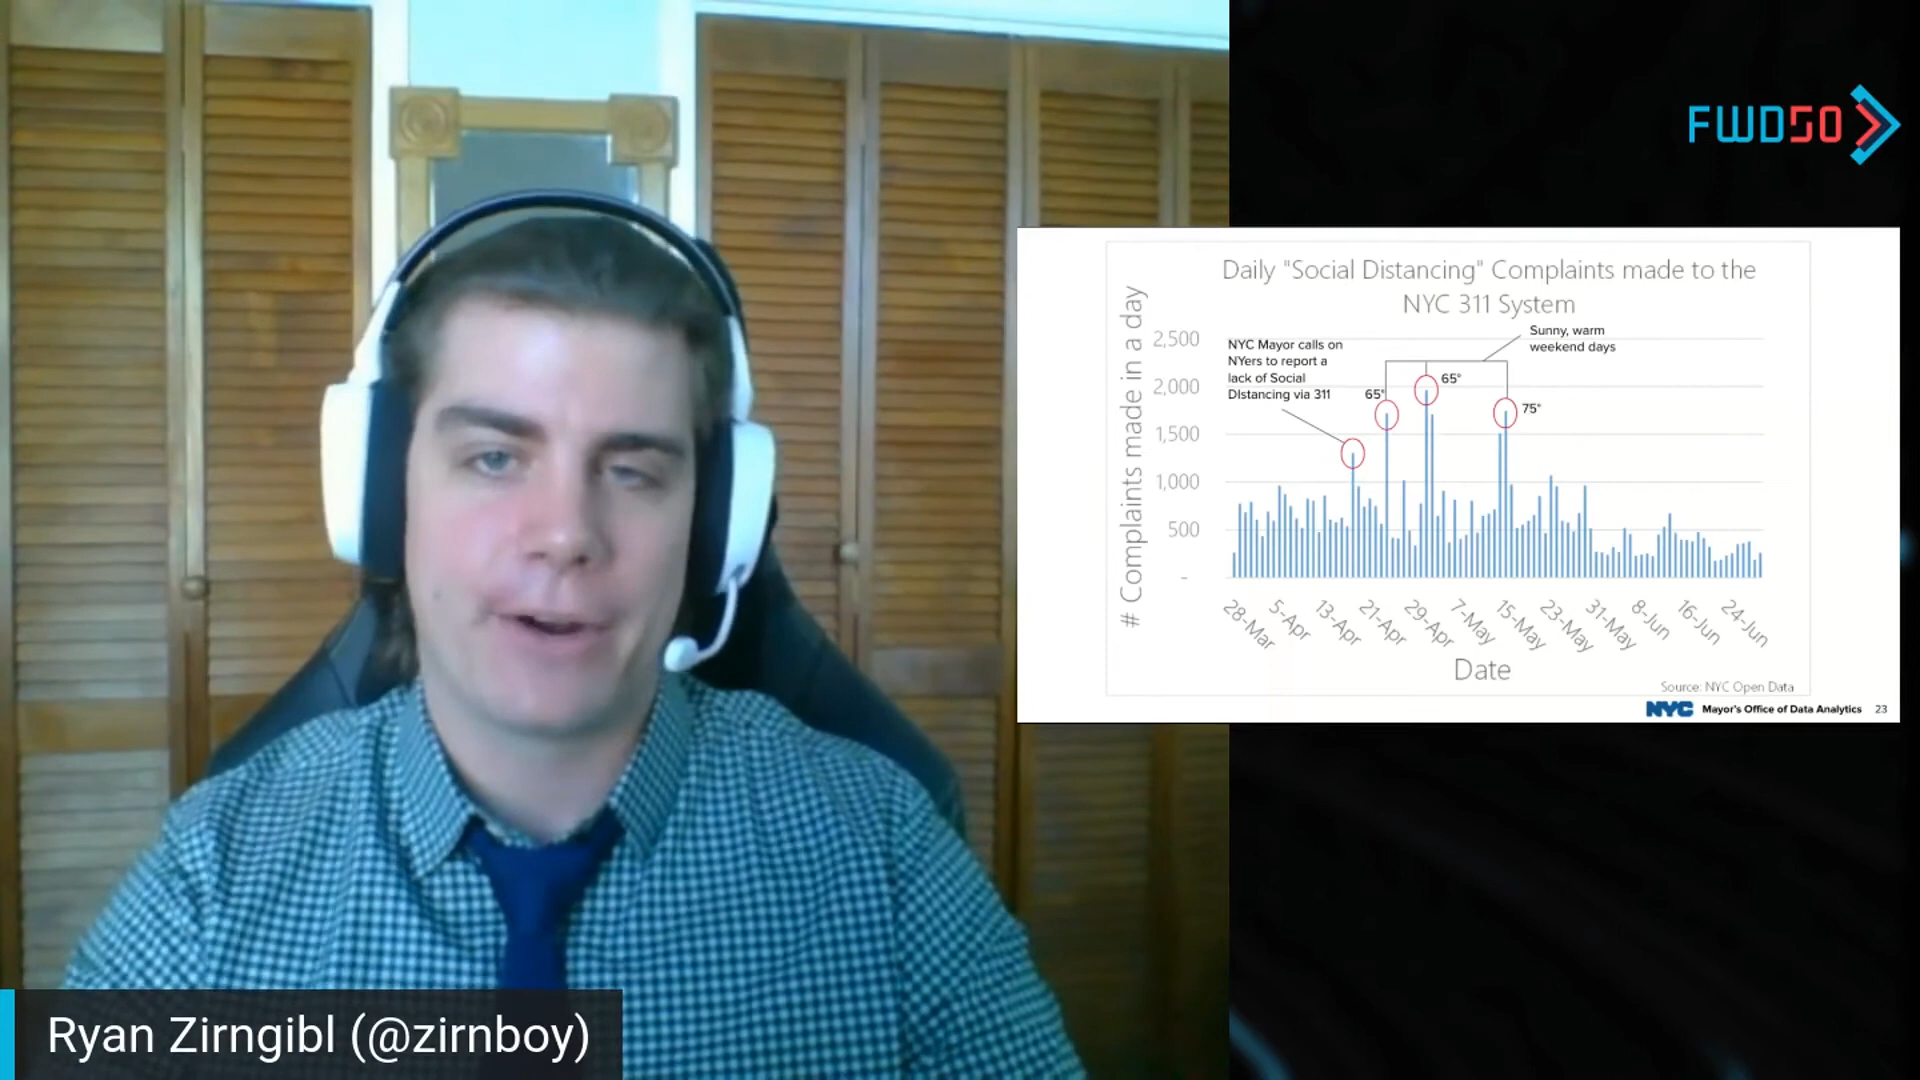 FWD50
Daily "Social Distancing" Complaints made to the
NYC 311 System
# Complaints made in a day
2,500
2,000
1,500
1,000
500
-
NYC Mayor calls on
NYers to report a
lack of Social
DIstancing via 311
65°
65°
75°
Sunny, warm
weekend days
28-Mar
5-Apr
13-Apr
21-Apr
29-Apr
7-May
15-May
23-May
31-May
8-Jun
16-Jun
24-Jun
Date
Source: NYC Open Data
NYC Mayor's Office of Data Analytics 23
Ryan Zirngibl (@zirnboy)